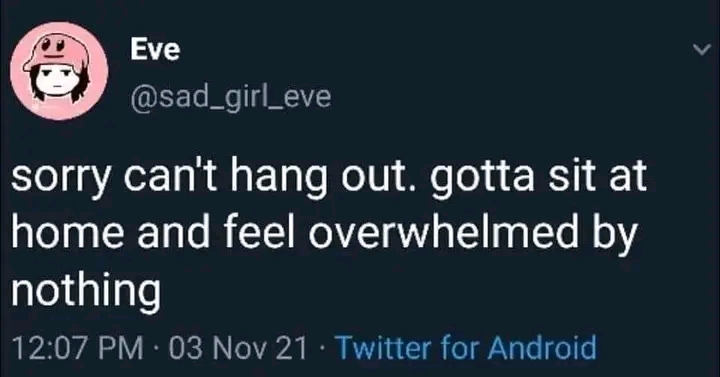 Eve
@sad_girl_eve
sorry can't hang out. gotta sit at
home and feel overwhelmed by
nothing
12:07 PM · 03 Nov 21 · Twitter for Android